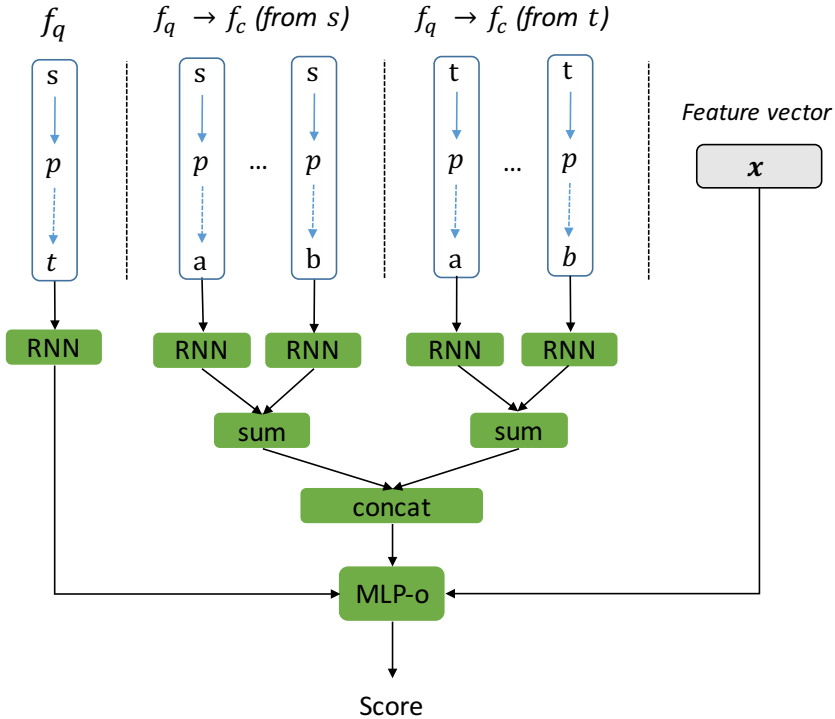 f_q
f_q → f_c (from s)
f_q → f_c (from t)
s s s t t
Feature vector
p p ... p p ... p
x
t a b a b
RNN RNN RNN RNN RNN
sum sum
concat
MLP-o
Score